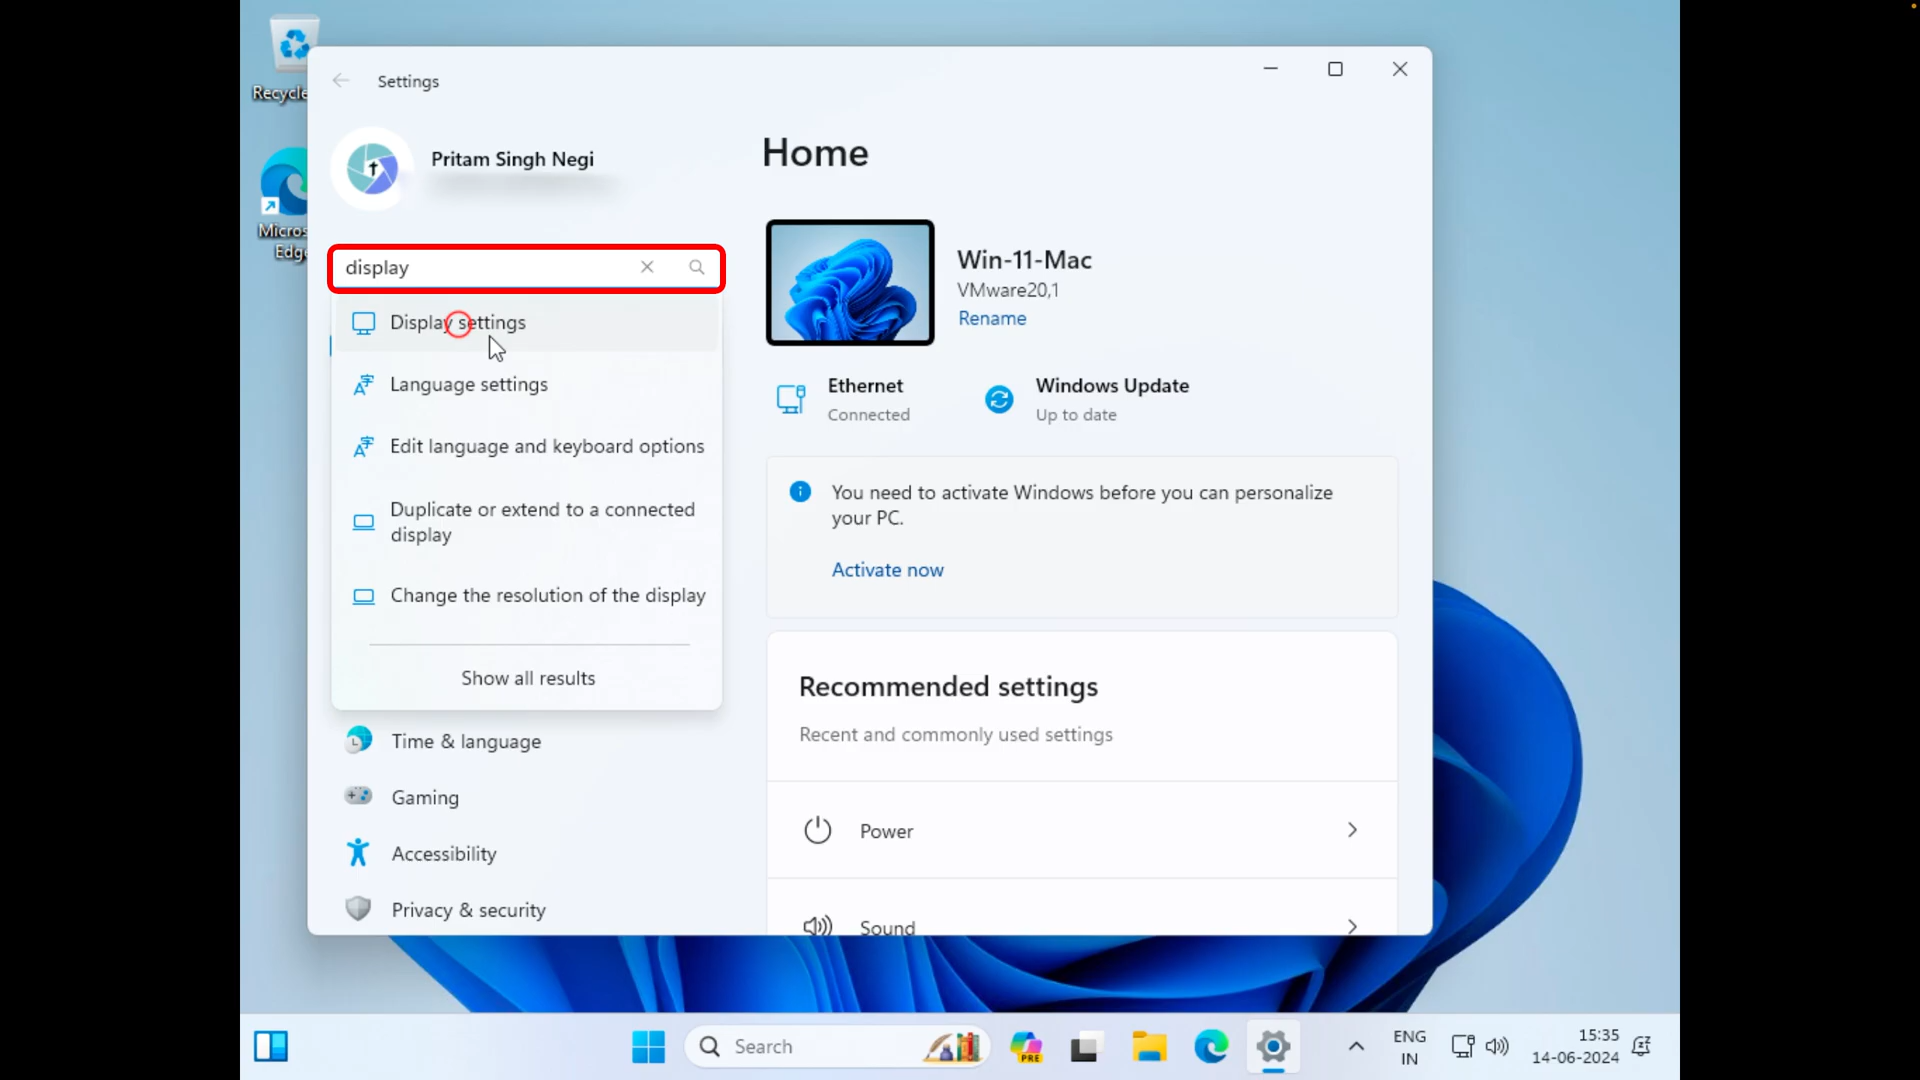 Recycle
Micros
Edge
Settings
Pritam Singh Negi
display
Display settings
Language settings
Edit language and keyboard options
Duplicate or extend to a connected
display
Change the resolution of the display
Show all results
Time & language
Gaming
Accessibility
Privacy & security
Home
Win-11-Mac
VMware20,1
Rename
Ethernet
Connected
Windows Update
Up to date
You need to activate Windows before you can personalize
your PC.
Activate now
Recommended settings
Recent and commonly used settings
Power
Sound
Search
PRE
ENG
IN
15:35
14-06-2024